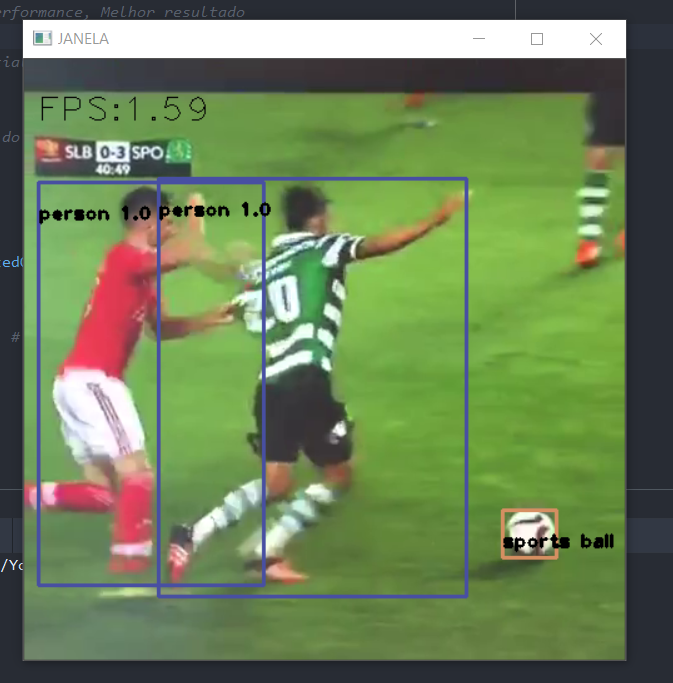 erformance, Melhor resultado
JANELA
FPS:1.59
SLB 0-3 SPO
40:49
person 1.0
person 1.0
20
sports ball
#
do